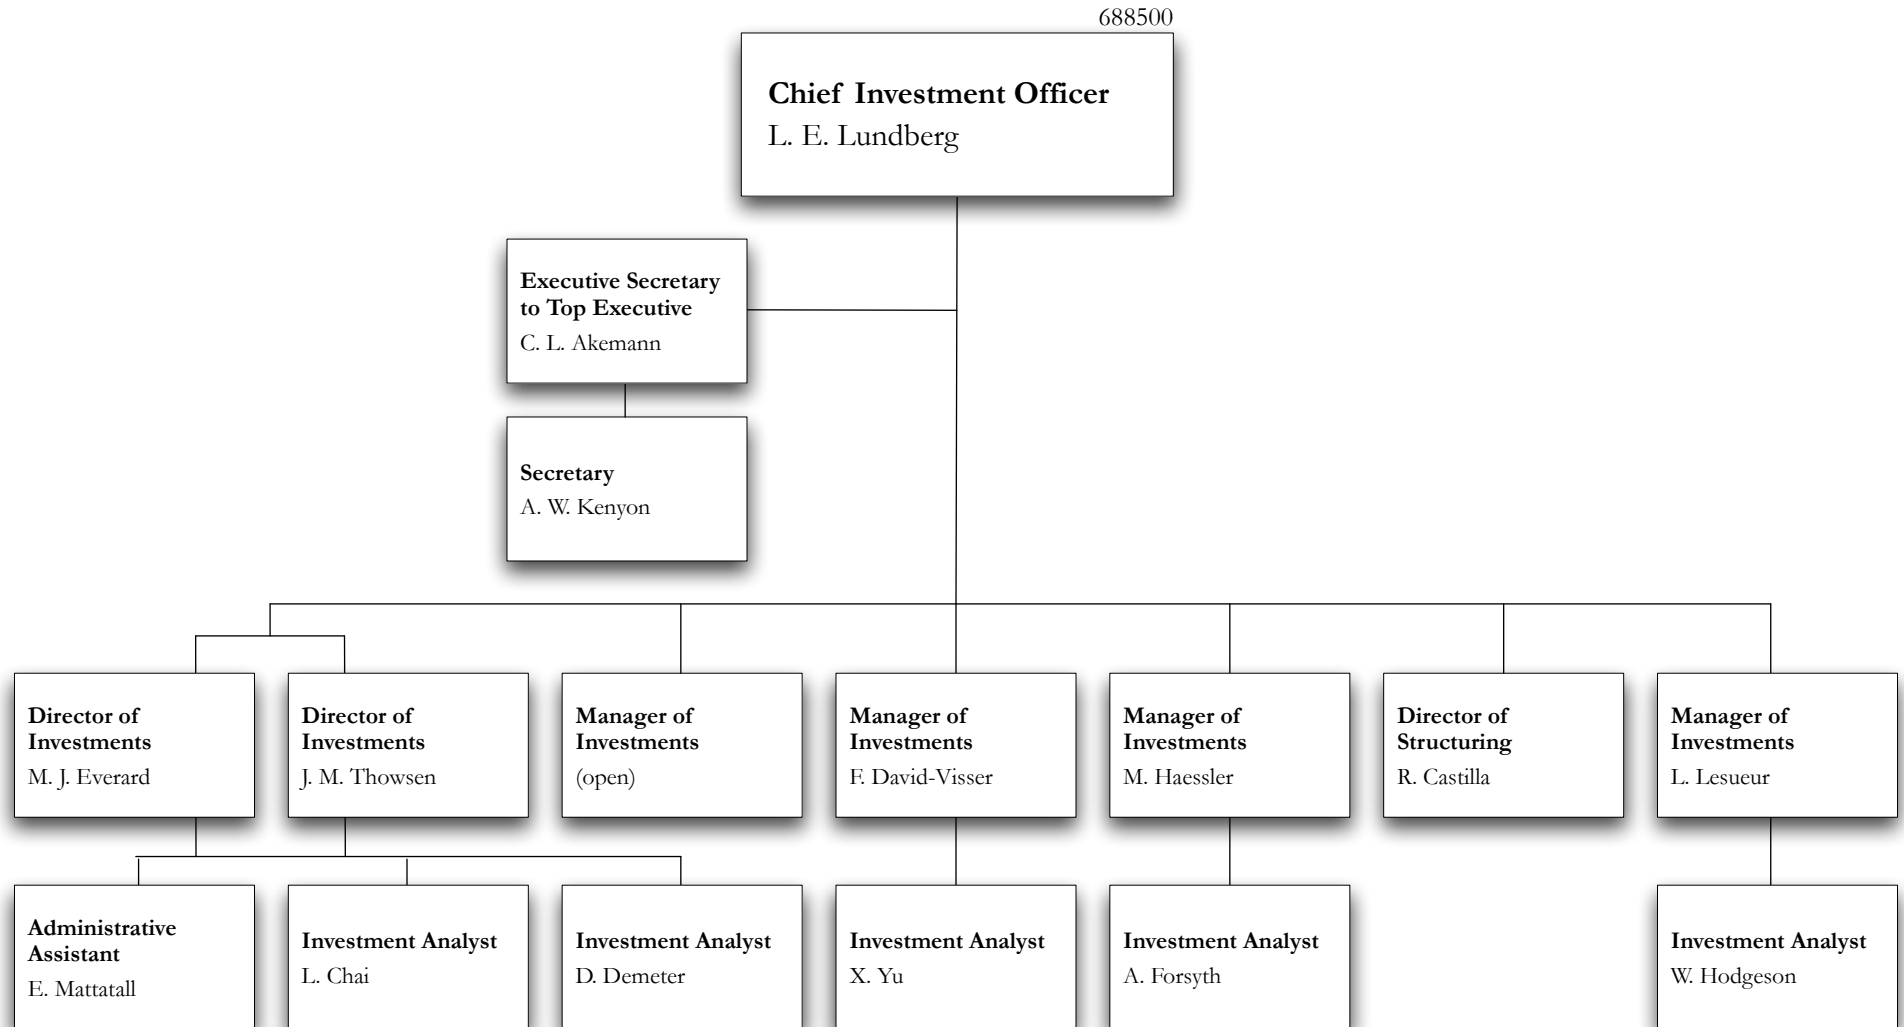 688500
Chief Investment Officer
L. E. Lundberg
Executive Secretary
to Top Executive
C. L. Akemann
Secretary
A. W. Kenyon
Director of
Investments
M. J. Everard
Director of
Investments
J. M. Thowsen
Manager of
Investments
(open)
Manager of
Investments
F. David-Visser
Manager of
Investments
M. Haessler
Director of
Structuring
R. Castilla
Manager of
Investments
L. Lesueur
Administrative
Assistant
E. Mattatall
Investment Analyst
L. Chai
Investment Analyst
D. Demeter
Investment Analyst
X. Yu
Investment Analyst
A. Forsyth
Investment Analyst
W. Hodgeson